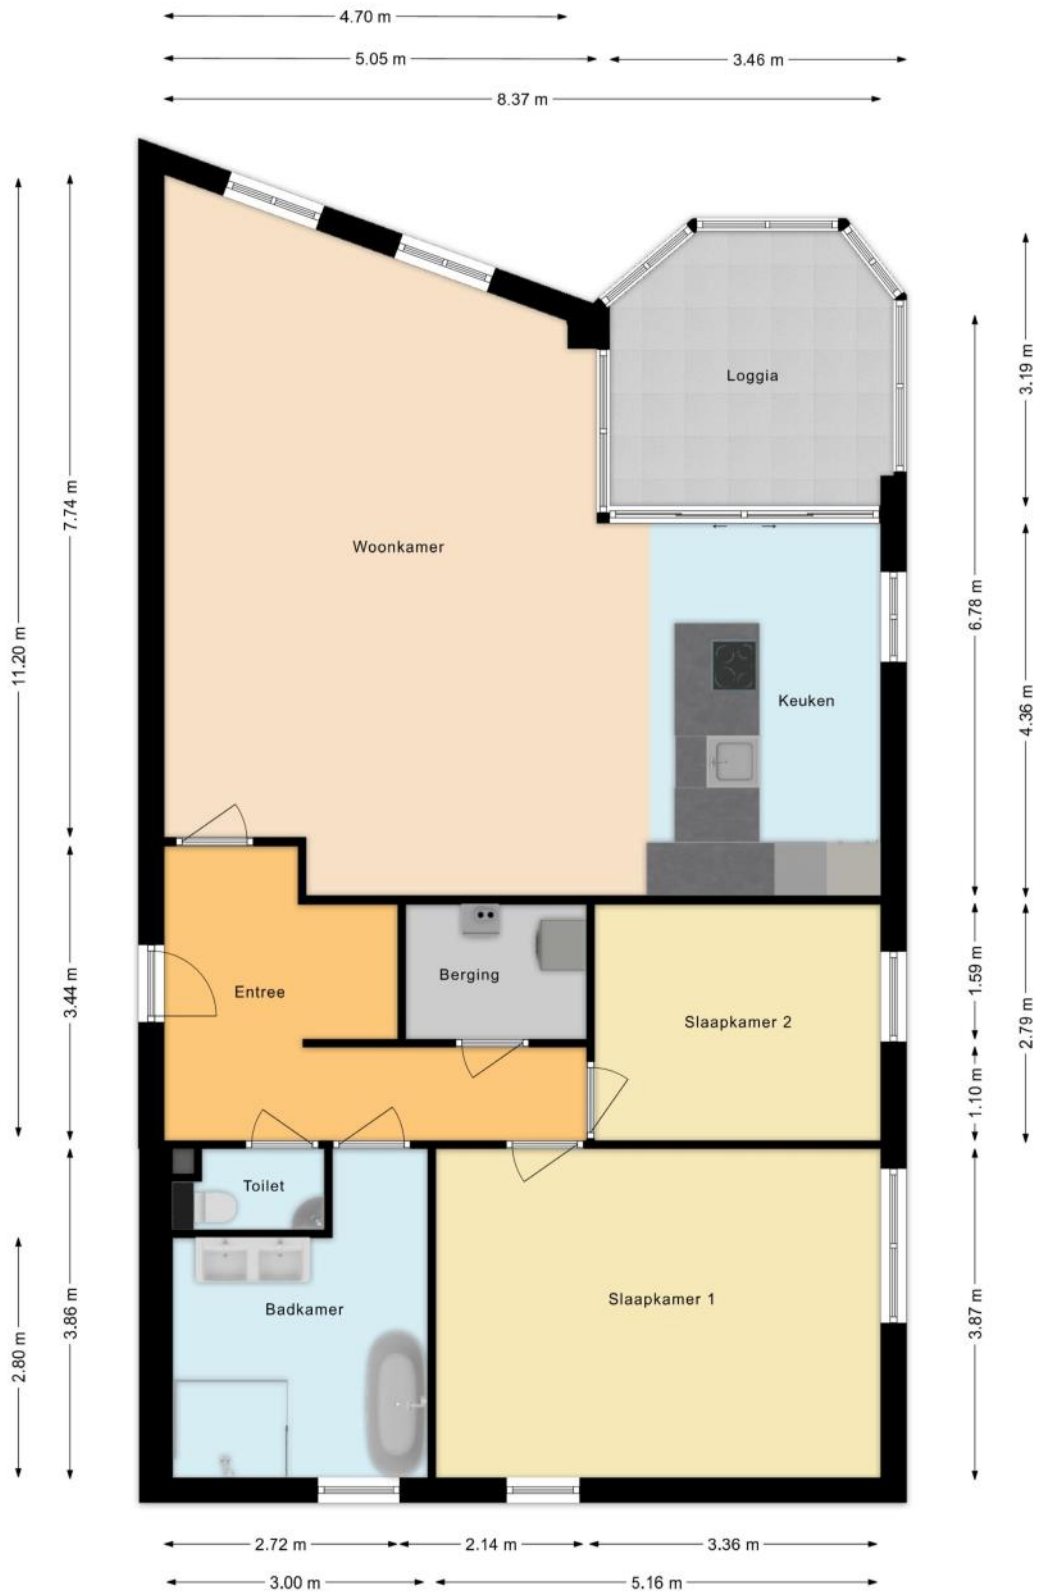 4.70 m
5.05 m
3.46 m
8.37 m
Loggia
3.19 m
7.74 m
Woonkamer
11.20 m
6.78 m
4.36 m
Keuken
Berging
Entree
Slaapkamer 2
3.44 m
1.59 m
2.79 m
1.10 m
Toilet
Badkamer
Slaapkamer 1
3.86 m
2.80 m
3.87 m
2.72 m
2.14 m
3.36 m
3.00 m
5.16 m